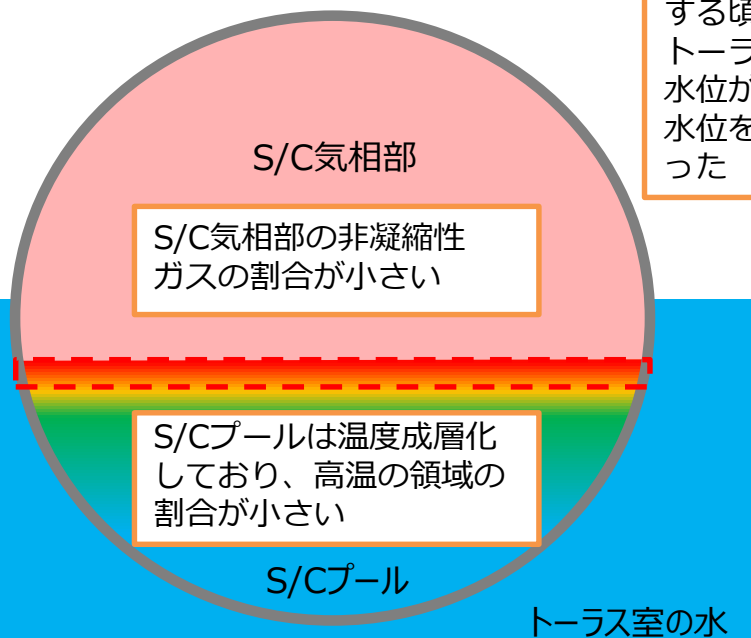 する頃
トーラ
水位が
水位を
った
S/C気相部
S/C気相部の非凝縮性
ガスの割合が小さい
S/Cプールは温度成層化
しており、高温の領域の
割合が小さい
S/Cプール
トーラス室の水